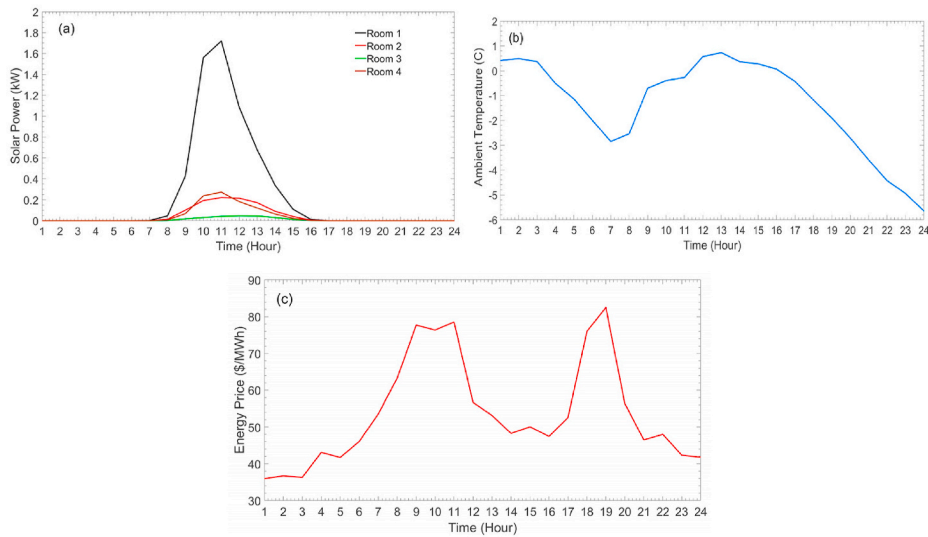 (a)
Room 1
Room 2
Room 3
Room 4
2
1.8
1.6
1.4
1.2
1
0.8
0.6
0.4
0.2
0
Solar Power (kW)
1 2 3 4 5 6 7 8 9 10 11 12 13 14 15 16 17 18 19 20 21 22 23 24
Time (Hour)
(b)
2
1
0
-1
-2
-3
-4
-5
-6
Ambient Temperature (C)
1 2 3 4 5 6 7 8 9 10 11 12 13 14 15 16 17 18 19 20 21 22 23 24
Time (Hour)
(c)
90
80
70
60
50
40
30
Energy Price ($/MWh)
1 2 3 4 5 6 7 8 9 10 11 12 13 14 15 16 17 18 19 20 21 22 23 24
Time (Hour)